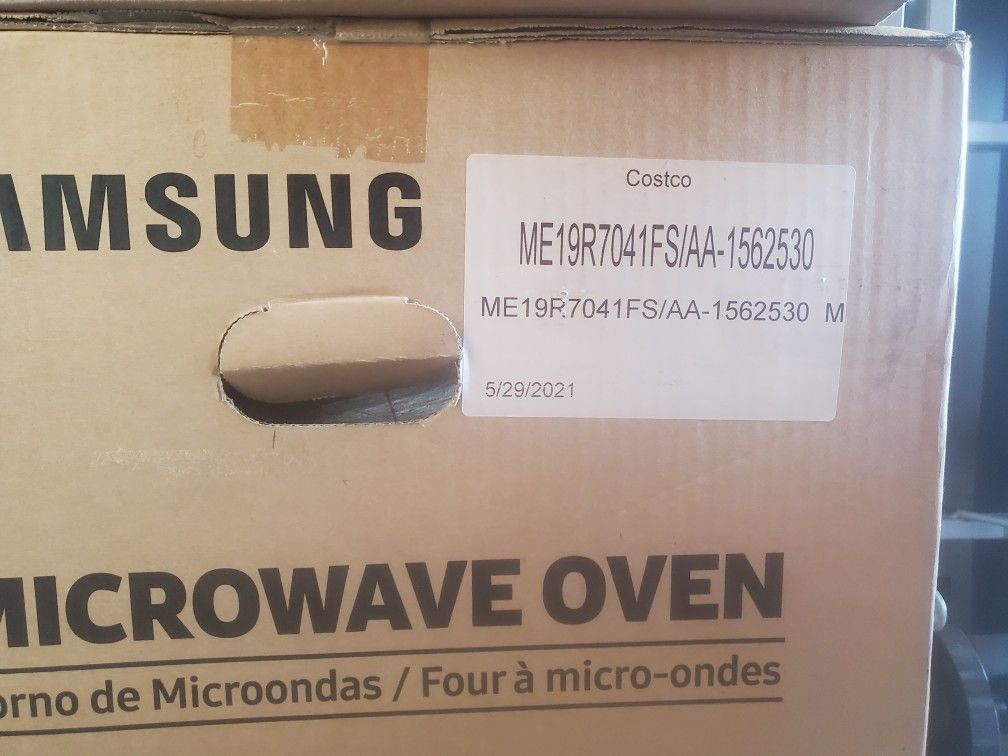 AMSUNG
Costco
ME19R7041FS/AA-1562530
ME19R7041FS/AA-1562530 M
5/29/2021
MICROWAVE OVEN
orno de Microondas / Four à micro-ondes